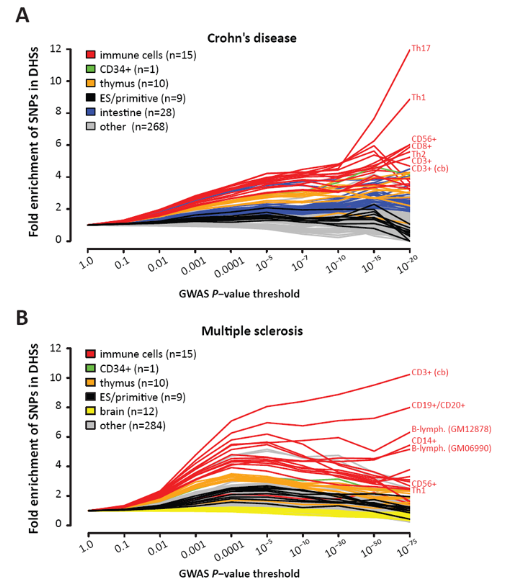 A
Crohn's disease
Fold enrichment of SNPs in DHSs
12
10
8
6
4
2
0
immune cells (n=15)
CD34+ (n=1)
thymus (n=10)
ES/primitive (n=9)
intestine (n=28)
other (n=268)
Th17
Th1
CD56+
CD8+
Th2
CD3+
CD3+ (cb)
1.0
0.1
0.01
0.001
0.0001
10⁻⁵
10⁻⁷
10⁻¹⁰
10⁻¹⁵
10⁻²⁰
GWAS P−value threshold
B
Multiple sclerosis
Fold enrichment of SNPs in DHSs
12
10
8
6
4
2
0
immune cells (n=15)
CD34+ (n=1)
thymus (n=10)
ES/primitive (n=9)
brain (n=12)
other (n=284)
CD3+ (cb)
CD19+/CD20+
B-lymph. (GM12878)
CD14+
B-lymph. (GM06990)
CD56+
Th1
1.0
0.1
0.01
0.001
0.0001
10⁻⁵
10⁻¹⁰
10⁻³⁰
10⁻⁵⁰
10⁻⁷⁵
GWAS P−value threshold